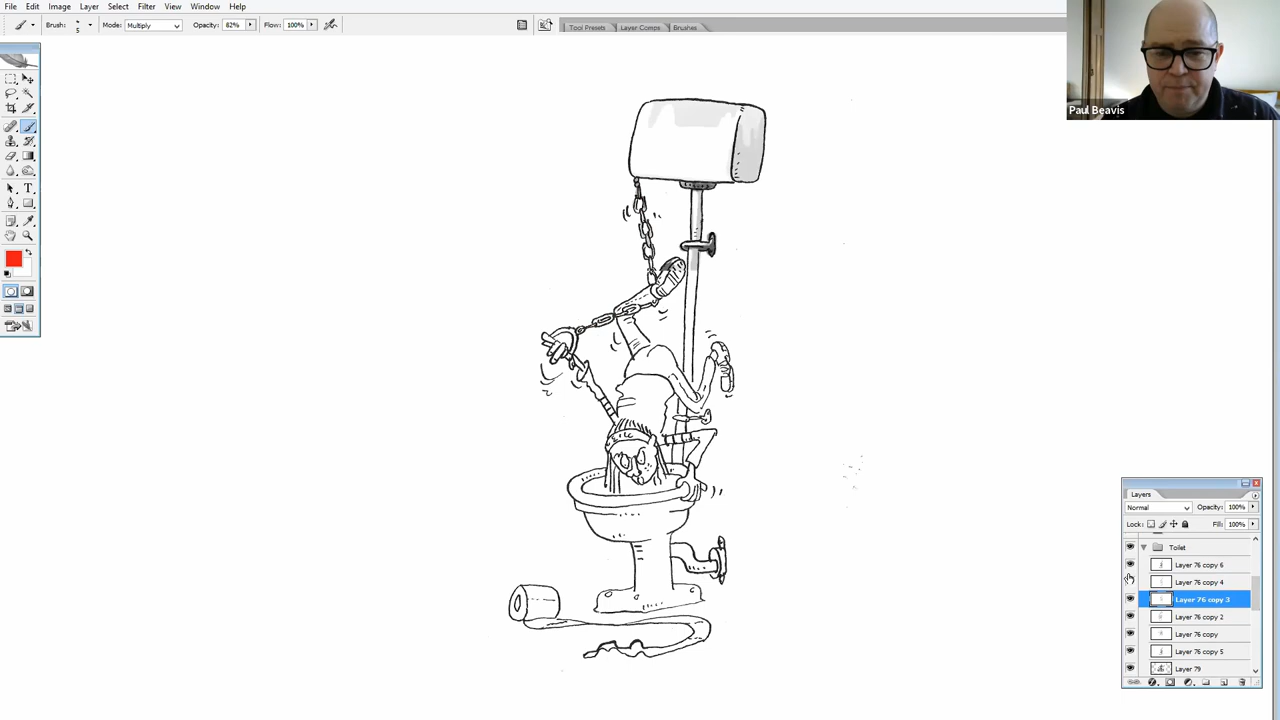 File Edit Image Layer Select Filter View Window Help
Brush: 5 Mode: Multiply Opacity: 82% Flow: 100% Tool Presets Layer Comps Brushes
Paul Beavis
Layers
Normal Opacity: 100%
Lock: Fill: 100%
Toilet
Layer 76 copy 6
Layer 76 copy 4
Layer 76 copy 3
Layer 76 copy 2
Layer 76 copy
Layer 76 copy 5
Layer 79